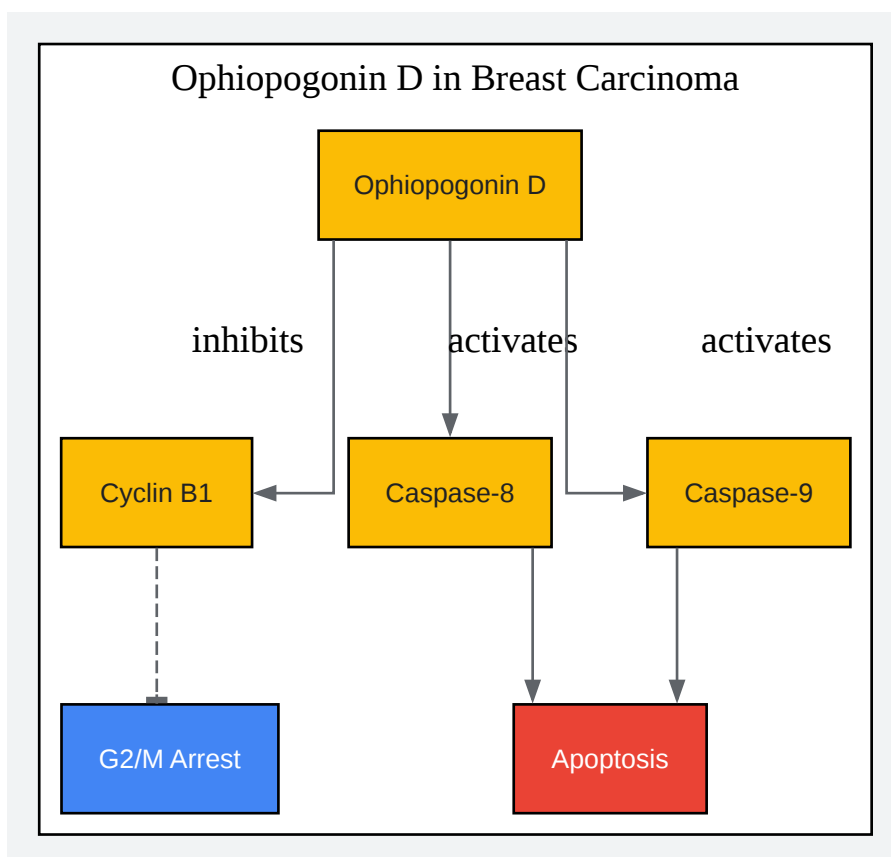 Ophiopogonin D in Breast Carcinoma
Ophiopogonin D
inhibits
activates
activates
Cyclin B1
Caspase-8
Caspase-9
G2/M Arrest
Apoptosis